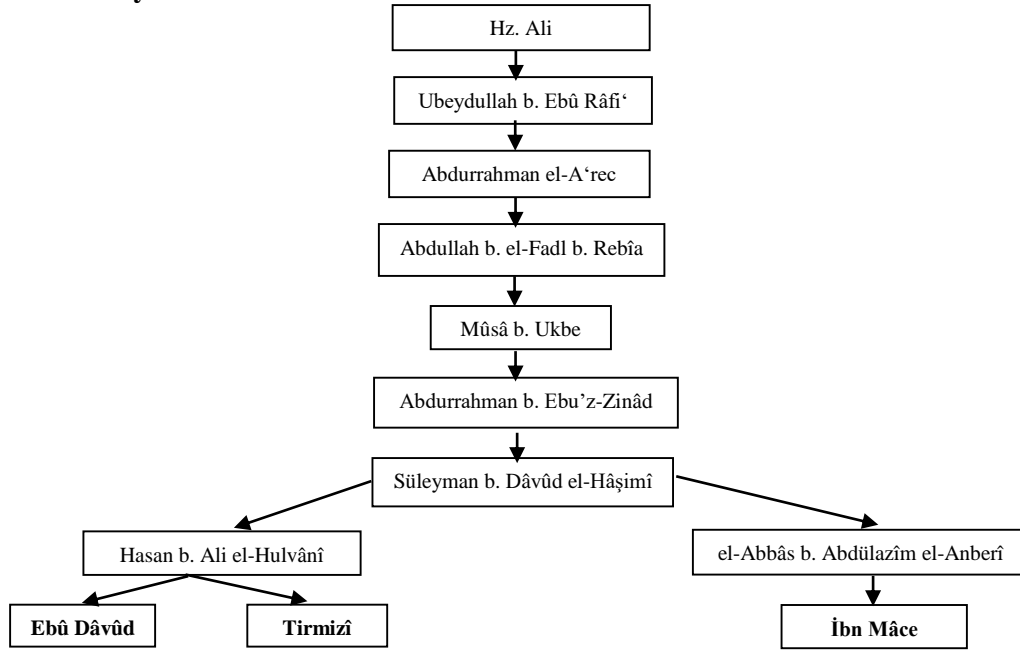 Hz. Ali
Ubeydullah b. Ebû Râfi‘
Abdurrahman el-A‘rec
Abdullah b. el-Fadl b. Rebîa
Mûsâ b. Ukbe
Abdurrahman b. Ebu’z-Zinâd
Süleyman b. Dâvûd el-Hâşimî
Hasan b. Ali el-Hulvânî
el-Abbâs b. Abdülazîm el-Anberî
Ebû Dâvûd
Tirmizî
İbn Mâce